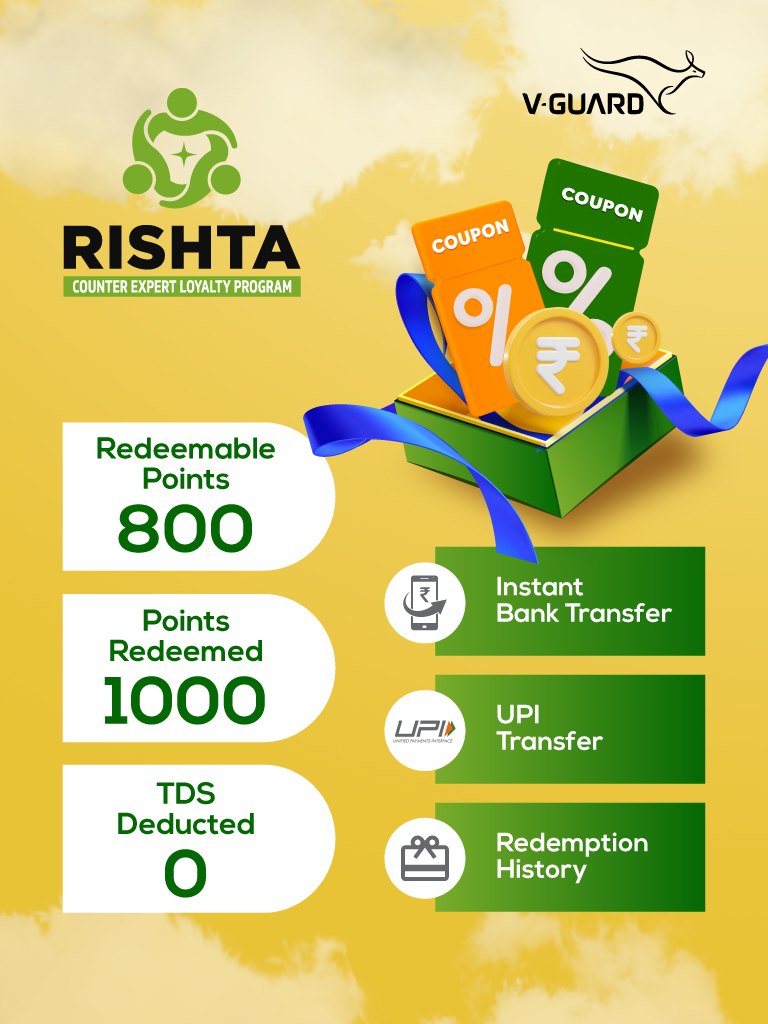 V-GUARD
RISHTA
COUNTER EXPERT LOYALTY PROGRAM
COUPON
%
₹
COUPON
%
₹
Redeemable
Points
800
Points
Redeemed
1000
TDS
Deducted
0
₹
Instant
Bank Transfer
UPI
UNIFIED PAYMENTS INTERFACE
UPI
Transfer
Redemption
History